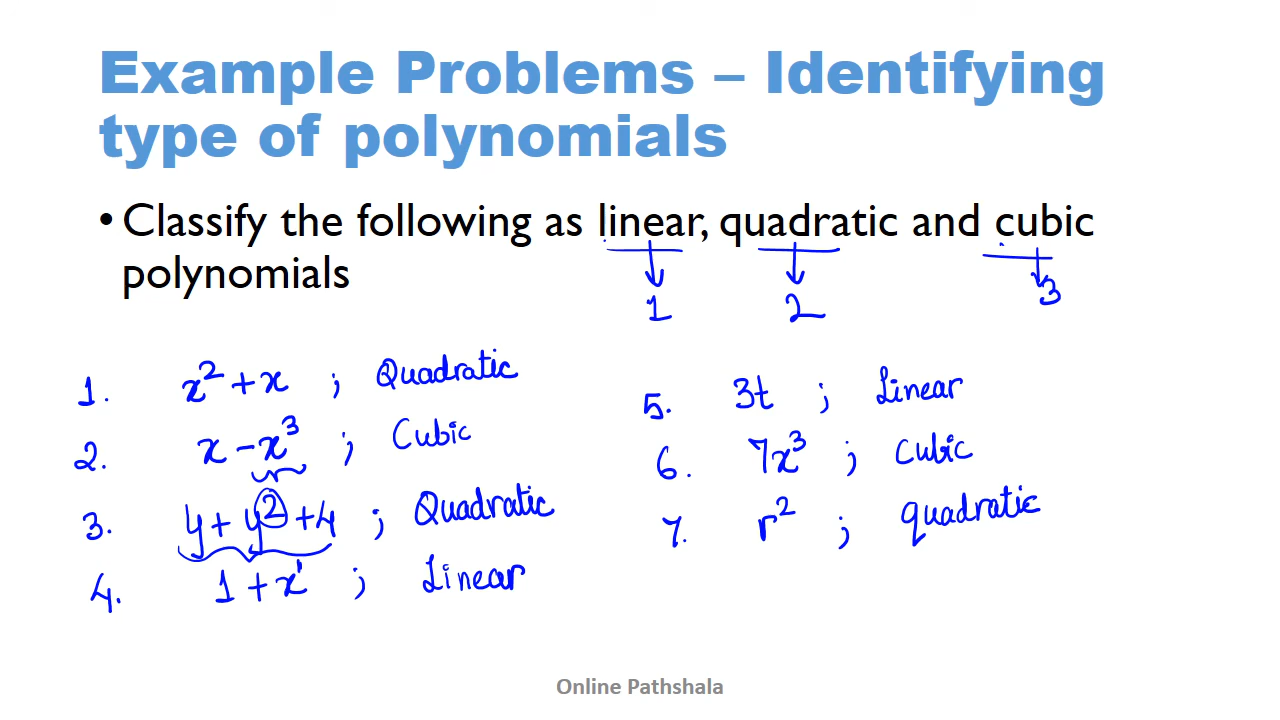 Example Problems – Identifying
type of polynomials
• Classify the following as linear, quadratic and cubic
polynomials
1 2 3
1. x² + x ; Quadratic
2. x - x³ ; Cubic
3. y + y² + 4 ; Quadratic
4. 1 + x¹ ; Linear
5. 3t ; Linear
6. 7x³ ; Cubic
7. r² ; quadratic
Online Pathshala